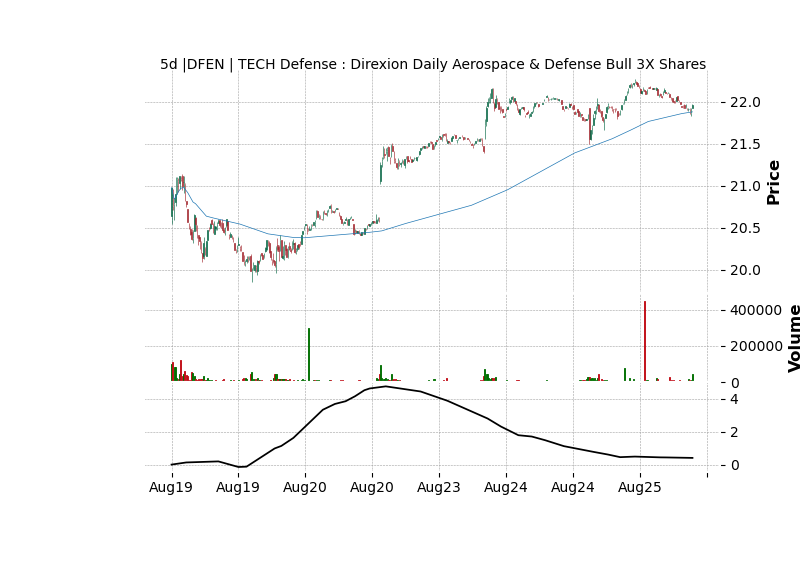 5d |DFEN | TECH Defense : Direxion Daily Aerospace & Defense Bull 3X Shares
22.0
21.5
21.0
20.5
20.0
Price
400000
200000
0
Volume
4
2
0
Aug19 Aug19 Aug20 Aug20 Aug23 Aug24 Aug24 Aug25